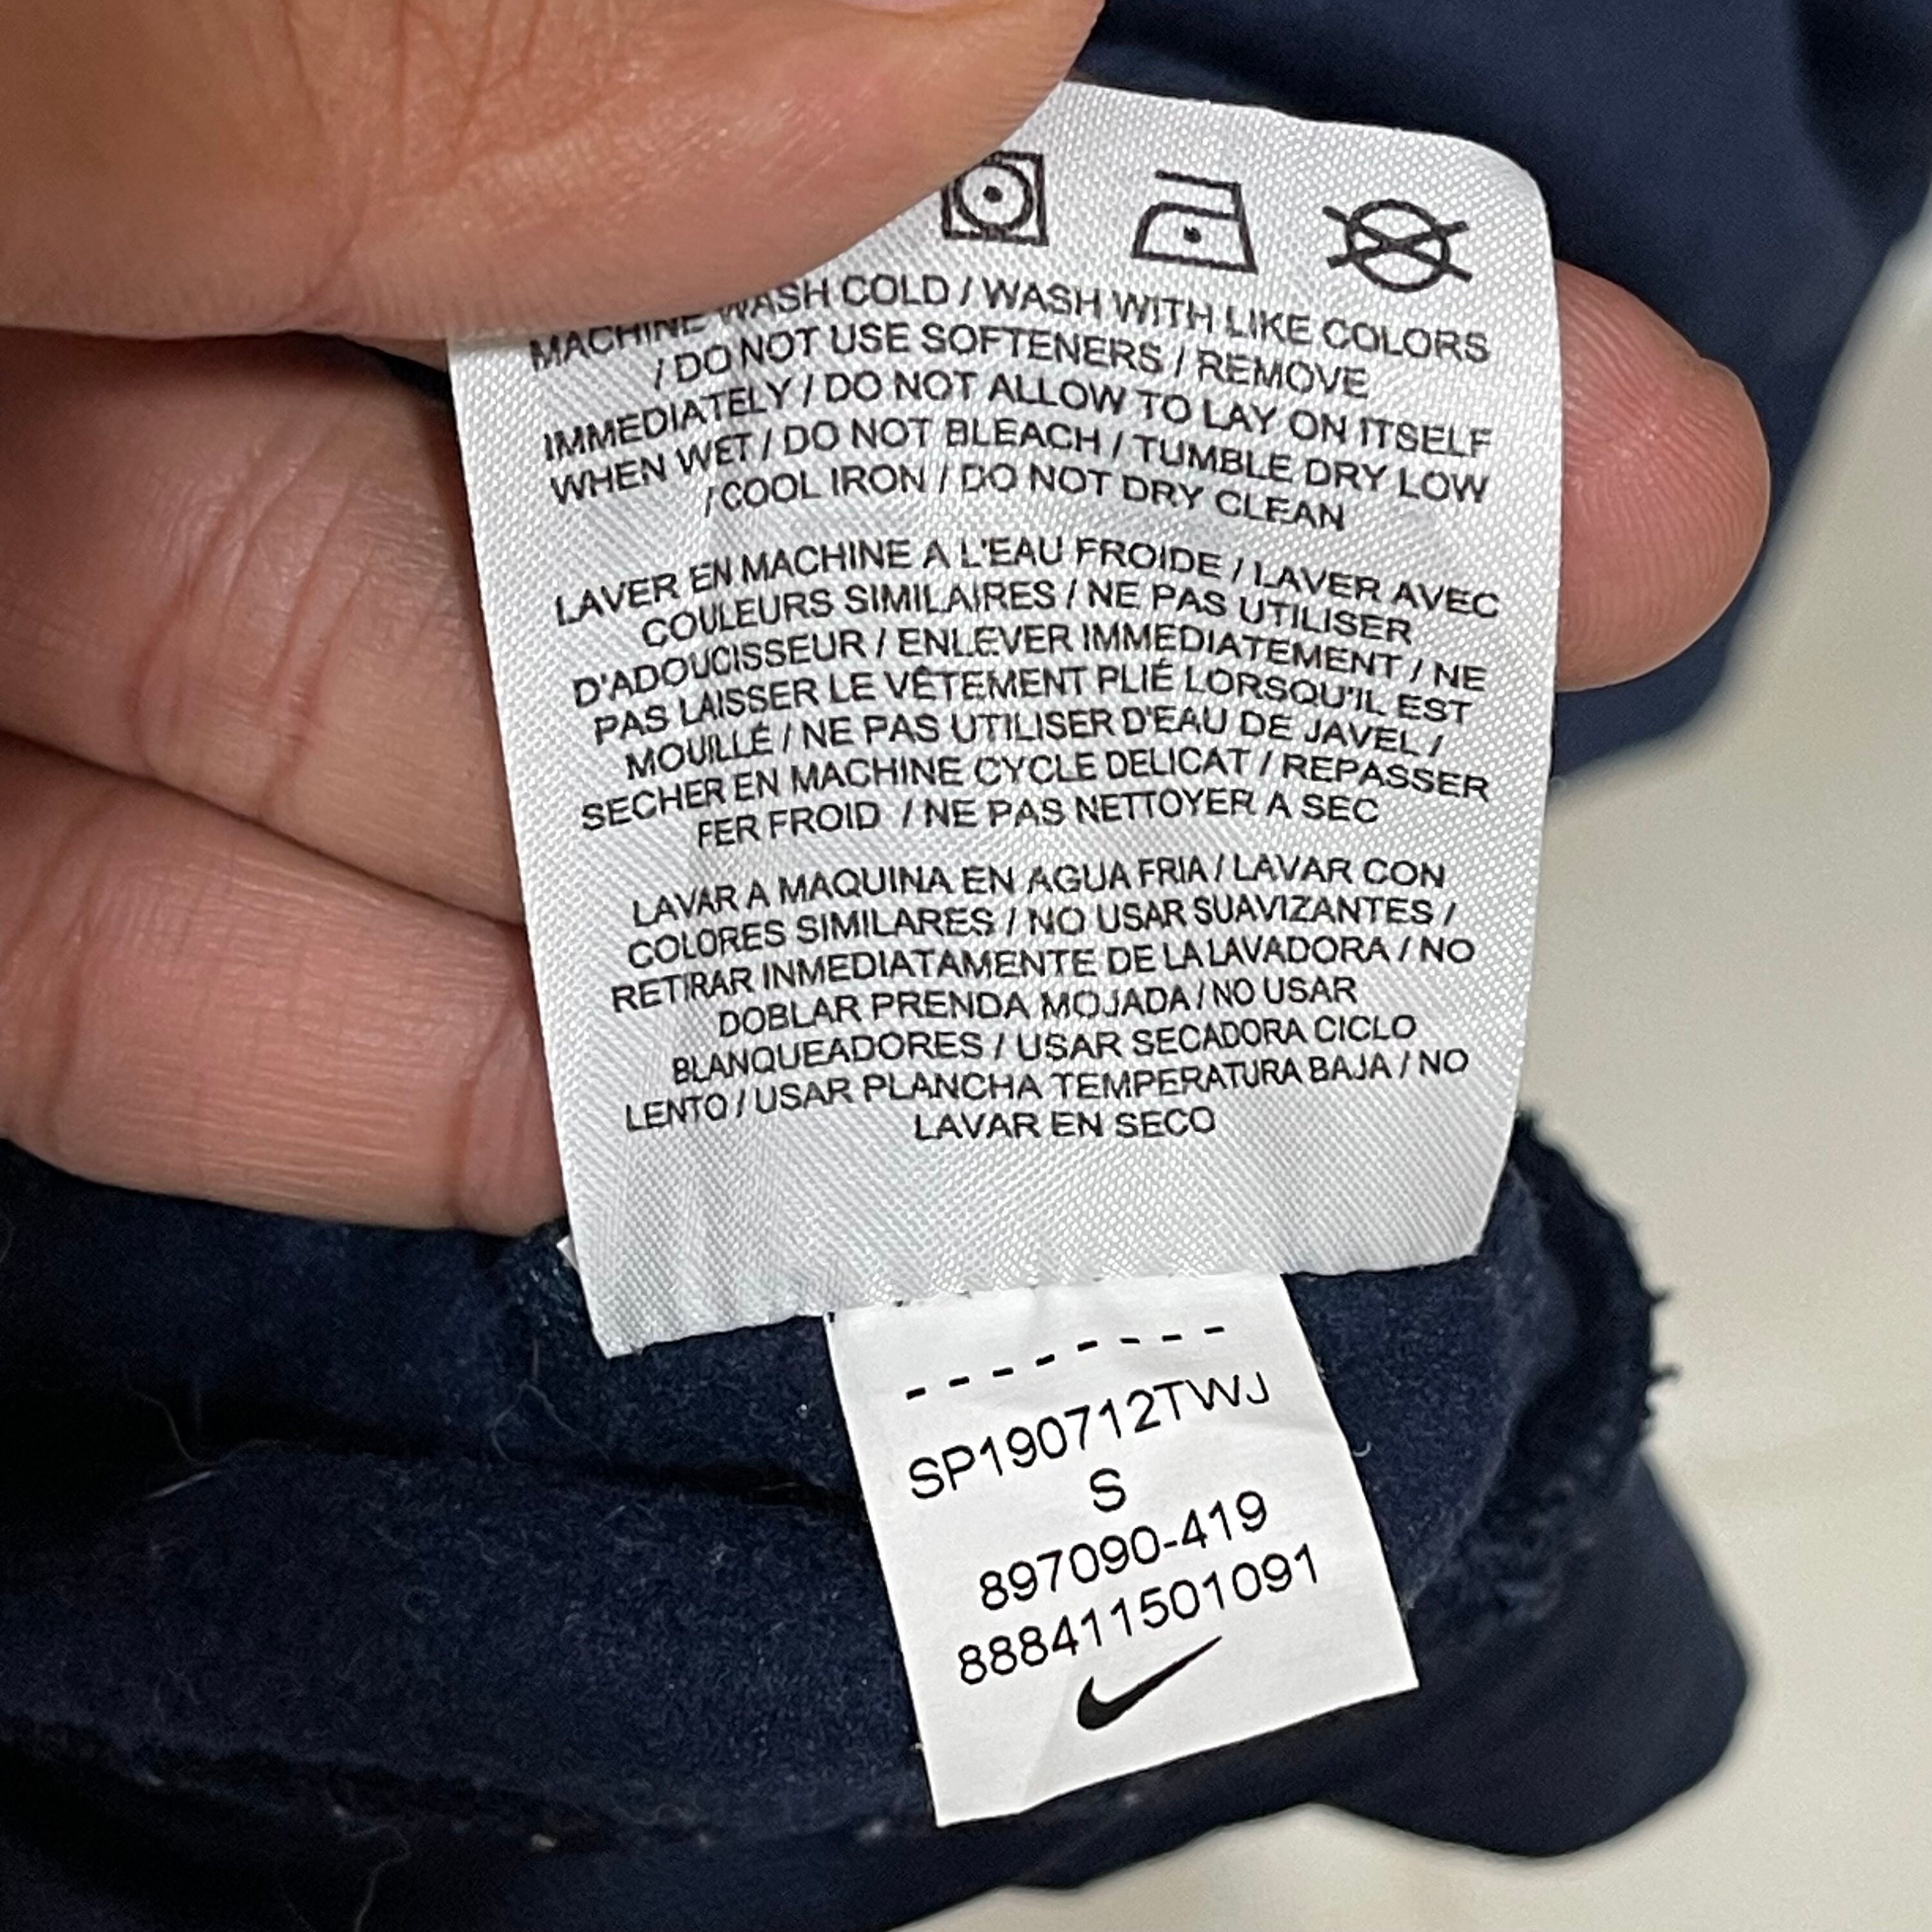 MACHINE WASH COLD / WASH WITH LIKE COLORS
/ DO NOT USE SOFTENERS / REMOVE
IMMEDIATELY / DO NOT ALLOW TO LAY ON ITSELF
WHEN WET / DO NOT BLEACH / TUMBLE DRY LOW
/ COOL IRON / DO NOT DRY CLEAN
LAVER EN MACHINE A L'EAU FROIDE / LAVER AVEC
COULEURS SIMILAIRES / NE PAS UTILISER
D'ADOUCISSEUR / ENLEVER IMMEDIATEMENT / NE
PAS LAISSER LE VÊTEMENT PLIÉ LORSQU'IL EST
MOUILLÉ / NE PAS UTILISER D'EAU DE JAVEL /
SECHER EN MACHINE CYCLE DELICAT / REPASSER
FER FROID / NE PAS NETTOYER A SEC
LAVAR A MAQUINA EN AGUA FRIA / LAVAR CON
COLORES SIMILARES / NO USAR SUAVIZANTES /
RETIRAR INMEDIATAMENTE DE LA LAVADORA / NO
DOBLAR PRENDA MOJADA / NO USAR
BLANQUEADORES / USAR SECADORA CICLO
LENTO / USAR PLANCHA TEMPERATURA BAJA / NO
LAVAR EN SECO
SP190712TWJ
S
897090-419
888411501091